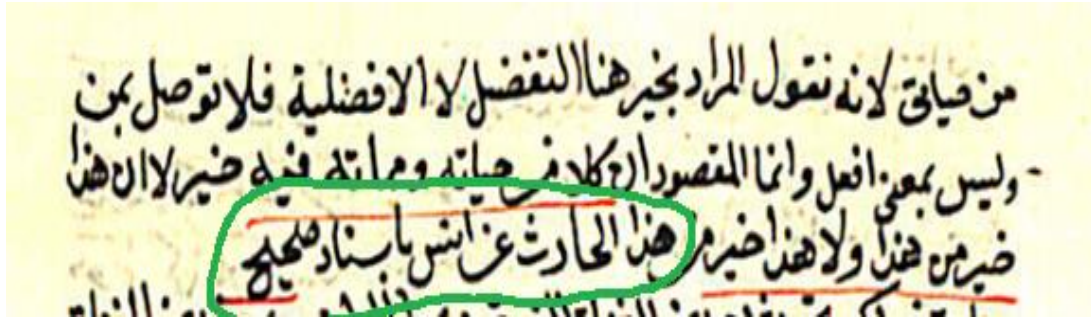 من حياتى لانه نقول المراد بخير هنا التفضل لا الافضلية فلا توصل بمن
وليس بمعنى افعل وانما المقصود ان كلا من حياته ومماته فيه خير لا ان هذا
خير من هذا ولا هذا خير من هذا الحارث عن انس باسناد صحيح